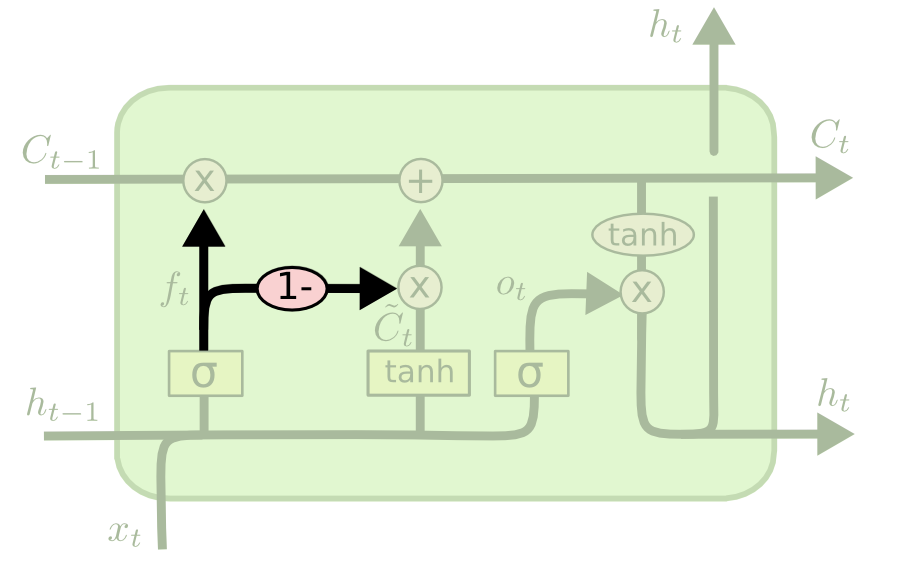 h_t
C_{t-1}
C_t
x
+
tanh
f_t
1-
x
o_t
x
\tilde{C}_t
σ
tanh
σ
h_{t-1}
h_t
x_t